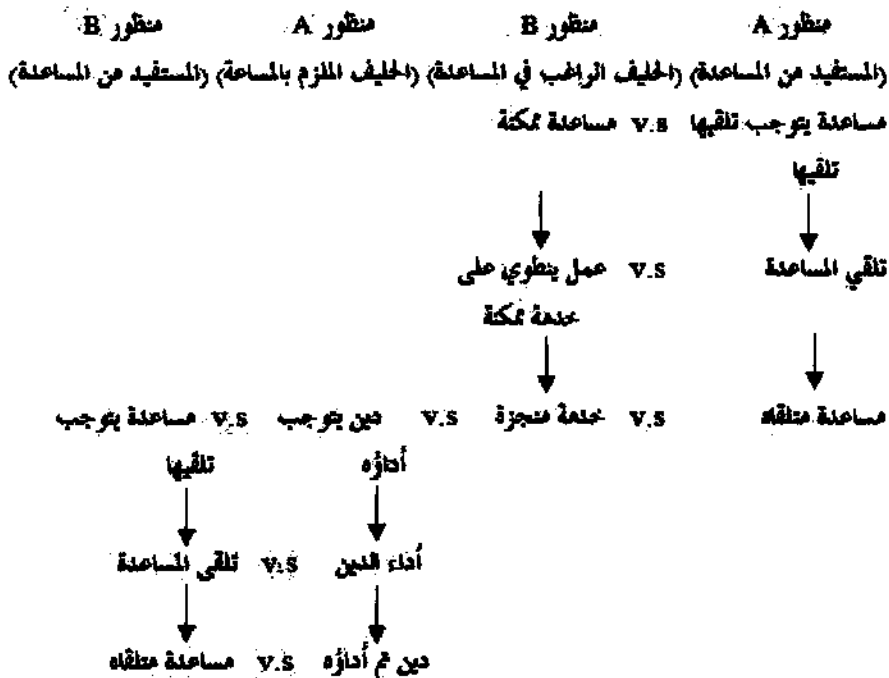 منظور A منظور B منظور A منظور B
(المستفيد من المساعدة) (الحليف الراغب في المساعدة) (الحليف الملزم بالمساعة) (المستفيد من المساعدة)
مساعدة يتوجب تلقيها v.s مساعدة ممكنة
تلقيها
تلقي المساعدة v.s عمل ينطوي على
خدمة ممكنة
مساعدة متلقاه v.s خدمة منجزة v.s دين يتوجب v.s مساعدة يتوجب
أداؤه تلقيها
أداء الدين v.s تلقى المساعدة
دين تم أداؤه v.s مساعدة متلقاه